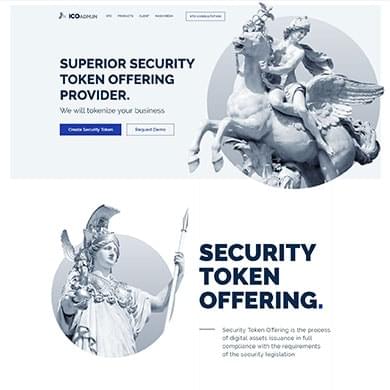 ICOADMIN STO PRODUCTS CLIENT MASS MEDIA STO CONSULTATION
SUPERIOR SECURITY
TOKEN OFFERING
PROVIDER.
We will tokenize your business
Create Security Token Request Demo
SECURITY
TOKEN
OFFERING.
Security Token Offering is the process
of digital assets issuance in full
compliance with the requirements
of the security legislation